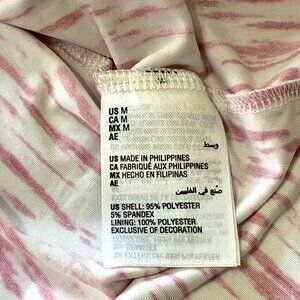 US M
CA M
MX M
AE
وسط
US MADE IN PHILIPPINES
CA FABRIQUÉ AUX PHILIPPINES
MX HECHO EN FILIPINAS
AE
صنع في الفلبين
US SHELL: 95% POLYESTER
5% SPANDEX
LINING: 100% POLYESTER
EXCLUSIVE OF DECORATION